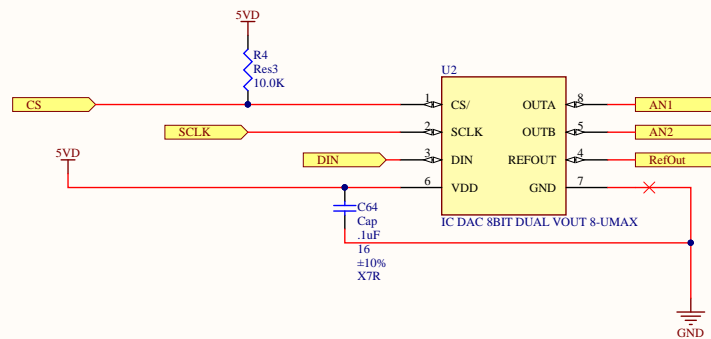 5VD
R4
Res3
10.0K
U2
CS
1
CS/
OUTA
8
AN1
SCLK
2
SCLK
OUTB
5
AN2
DIN
3
DIN
REFOUT
4
RefOut
5VD
6
VDD
GND
7
IC DAC 8BIT DUAL VOUT 8-UMAX
C64
Cap
.1uF
16
±10%
X7R
GND